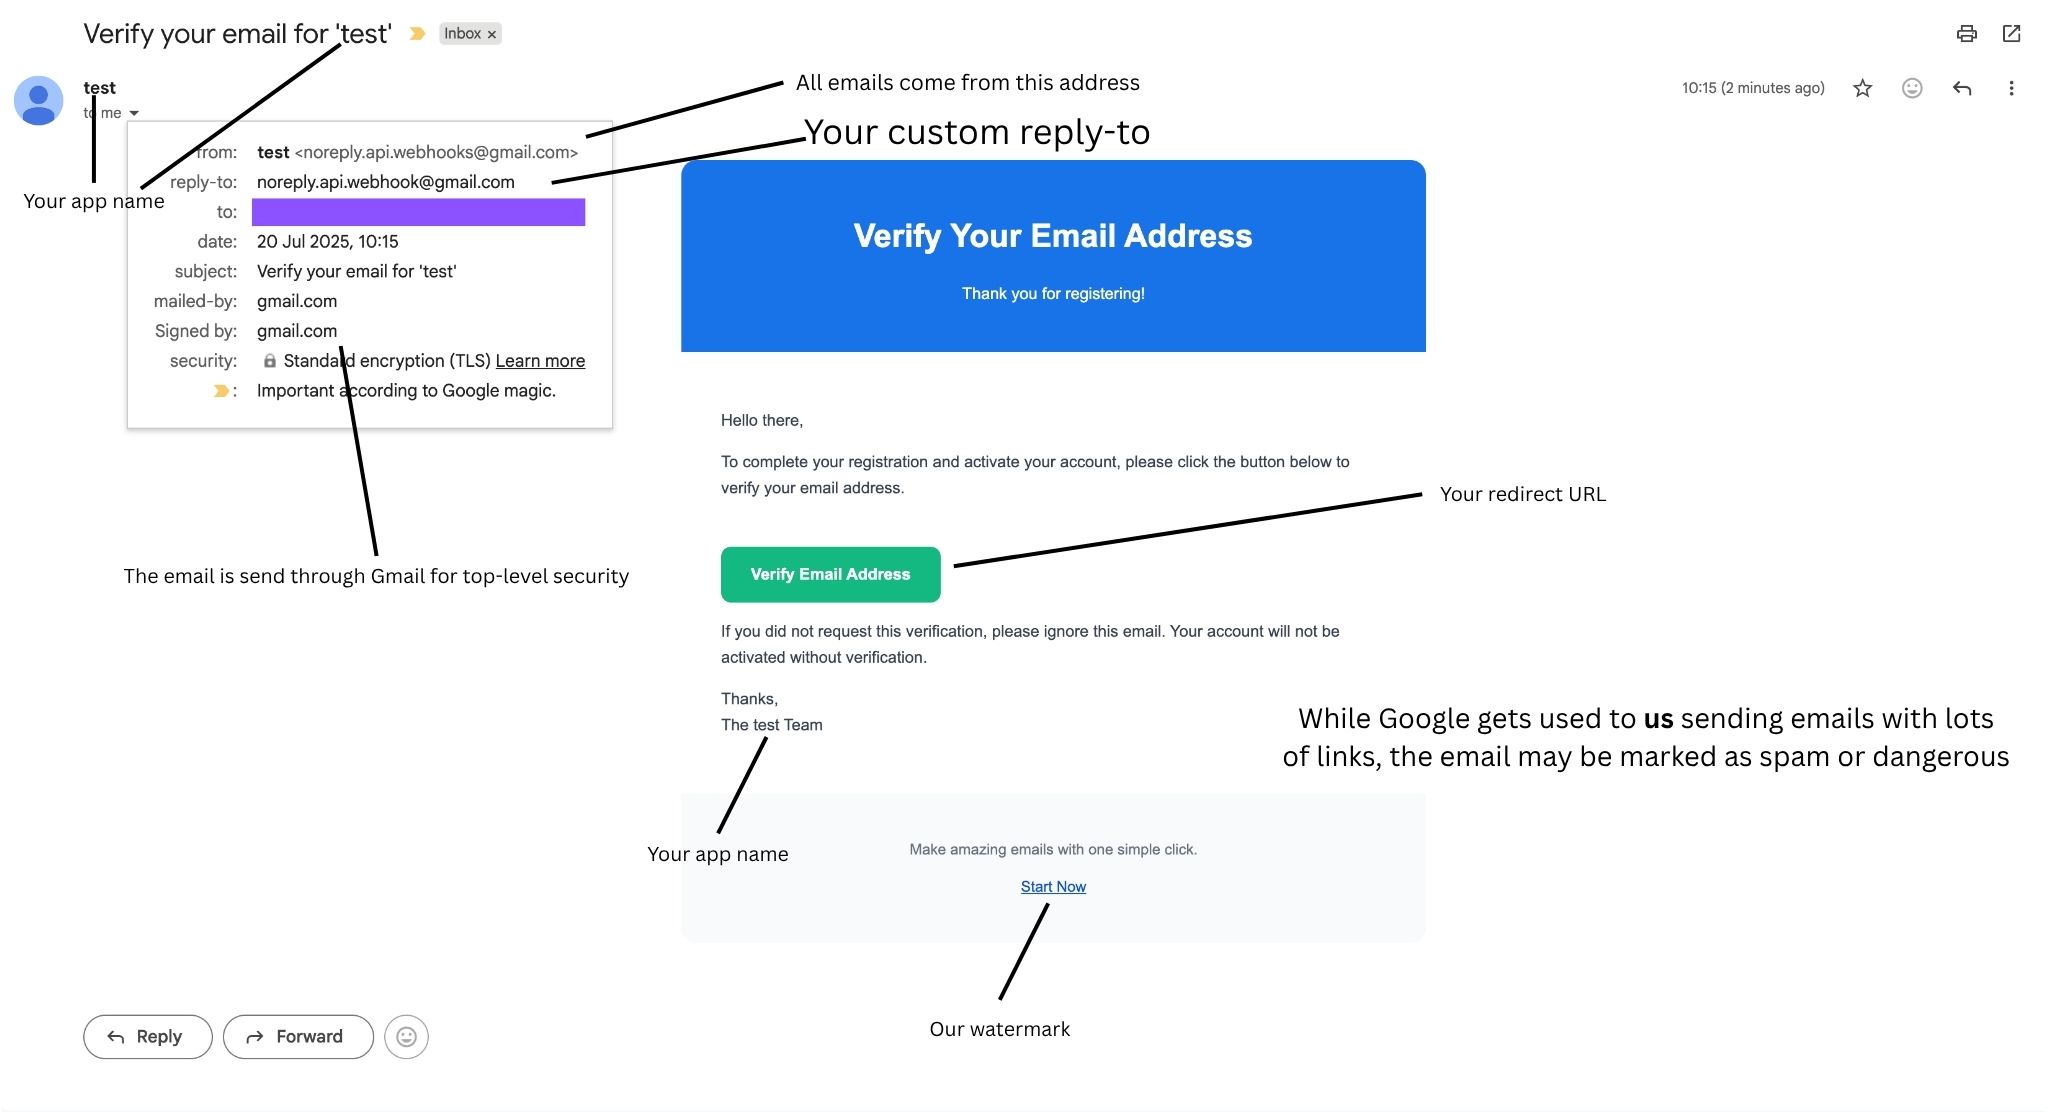 Verify your email for 'test'
Inbox ×
test
to me
10:15 (2 minutes ago)
All emails come from this address
Your custom reply-to
Your app name
from: test <noreply.api.webhooks@gmail.com>
reply-to: noreply.api.webhook@gmail.com
to:
date: 20 Jul 2025, 10:15
subject: Verify your email for 'test'
mailed-by: gmail.com
Signed by: gmail.com
security: Standard encryption (TLS) Learn more
: Important according to Google magic.
The email is send through Gmail for top-level security
Verify Your Email Address
Thank you for registering!
Hello there,
To complete your registration and activate your account, please click the button below to
verify your email address.
Your redirect URL
Verify Email Address
If you did not request this verification, please ignore this email. Your account will not be
activated without verification.
Thanks,
The test Team
While Google gets used to us sending emails with lots
of links, the email may be marked as spam or dangerous
Your app name
Make amazing emails with one simple click.
Start Now
Our watermark
Reply
Forward